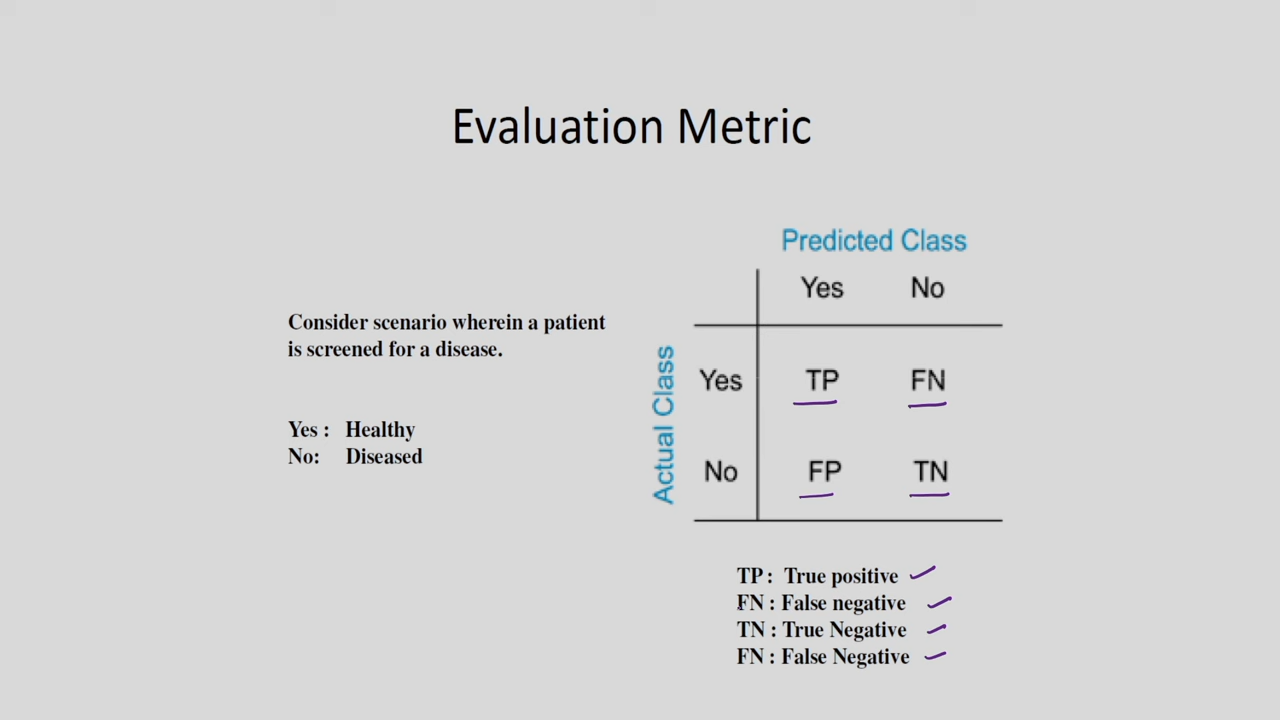 Evaluation Metric
Consider scenario wherein a patient
is screened for a disease.
Yes : Healthy
No: Diseased
Predicted Class
Yes No
Actual Class
Yes TP FN
No FP TN
TP : True positive
FN : False negative
TN : True Negative
FN : False Negative